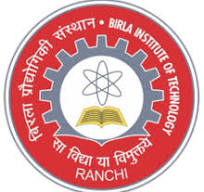 बिरला प्रौद्योगिकी संस्थान • BIRLA INSTITUTE OF TECHNOLOGY
सा विद्या या विमुक्तये
RANCHI